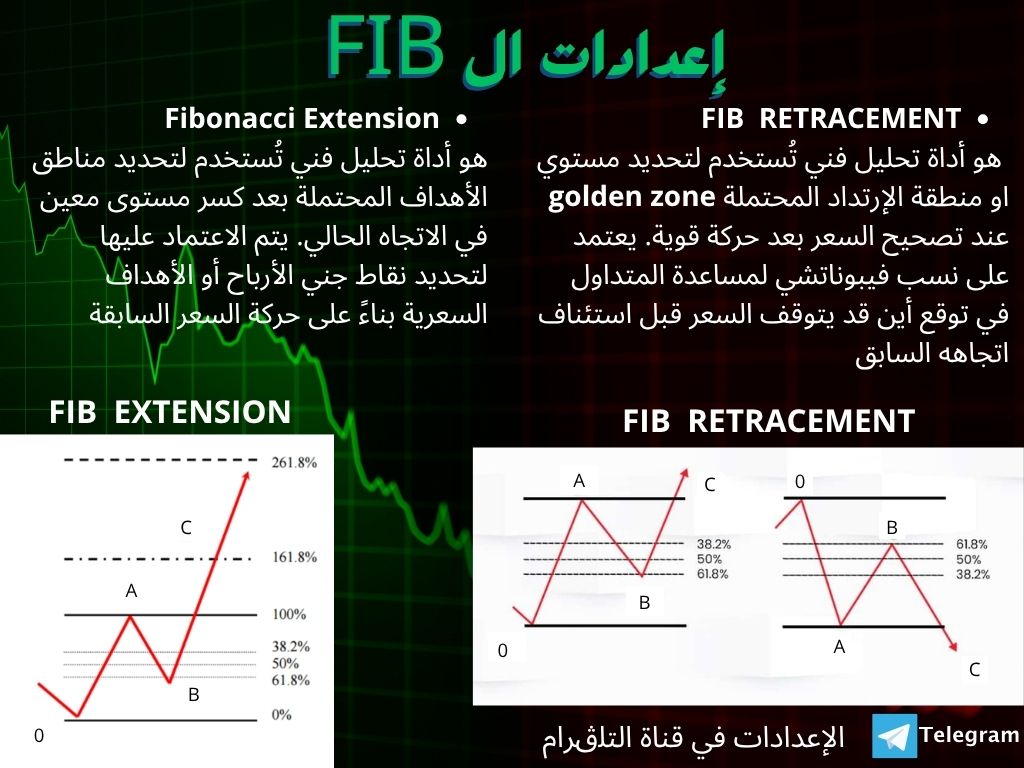 إعدادات ال FIB
• FIB RETRACEMENT
هو أداة تحليل فني تُستخدم لتحديد مستوي
او منطقة الإرتداد المحتملة golden zone
عند تصحيح السعر بعد حركة قوية. يعتمد
على نسب فيبوناتشي لمساعدة المتداول
في توقع أين قد يتوقف السعر قبل استئناف
اتجاهه السابق
• Fibonacci Extension
هو أداة تحليل فني تُستخدم لتحديد مناطق
الأهداف المحتملة بعد كسر مستوى معين
في الاتجاه الحالي. يتم الاعتماد عليها
لتحديد نقاط جني الأرباح أو الأهداف
السعرية بناءً على حركة السعر السابقة
FIB RETRACEMENT
A
C
38.2%
50%
61.8%
B
0
0
B
61.8%
50%
38.2%
A
C
FIB EXTENSION
261.8%
C
161.8%
A
100%
38.2%
50%
61.8%
B
0%
0
الإعدادات في قناة التلڨرام
Telegram